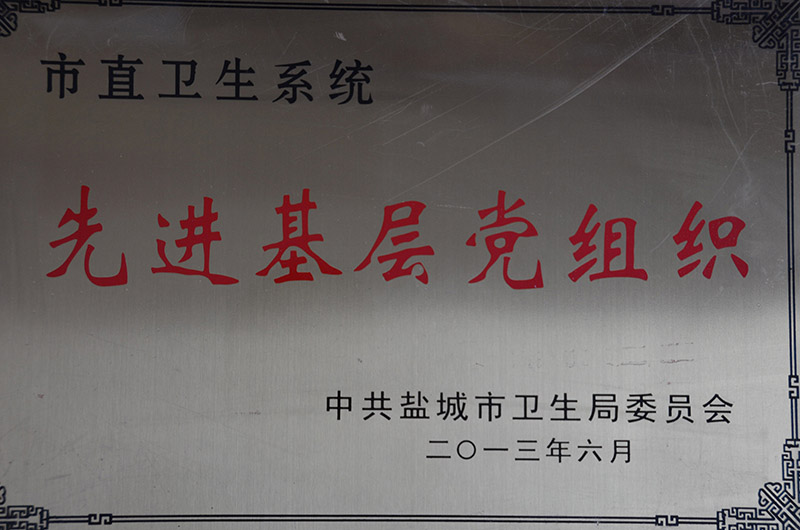 市直卫生系统
先进基层党组织
中共盐城市卫生局委员会
二〇一三年六月